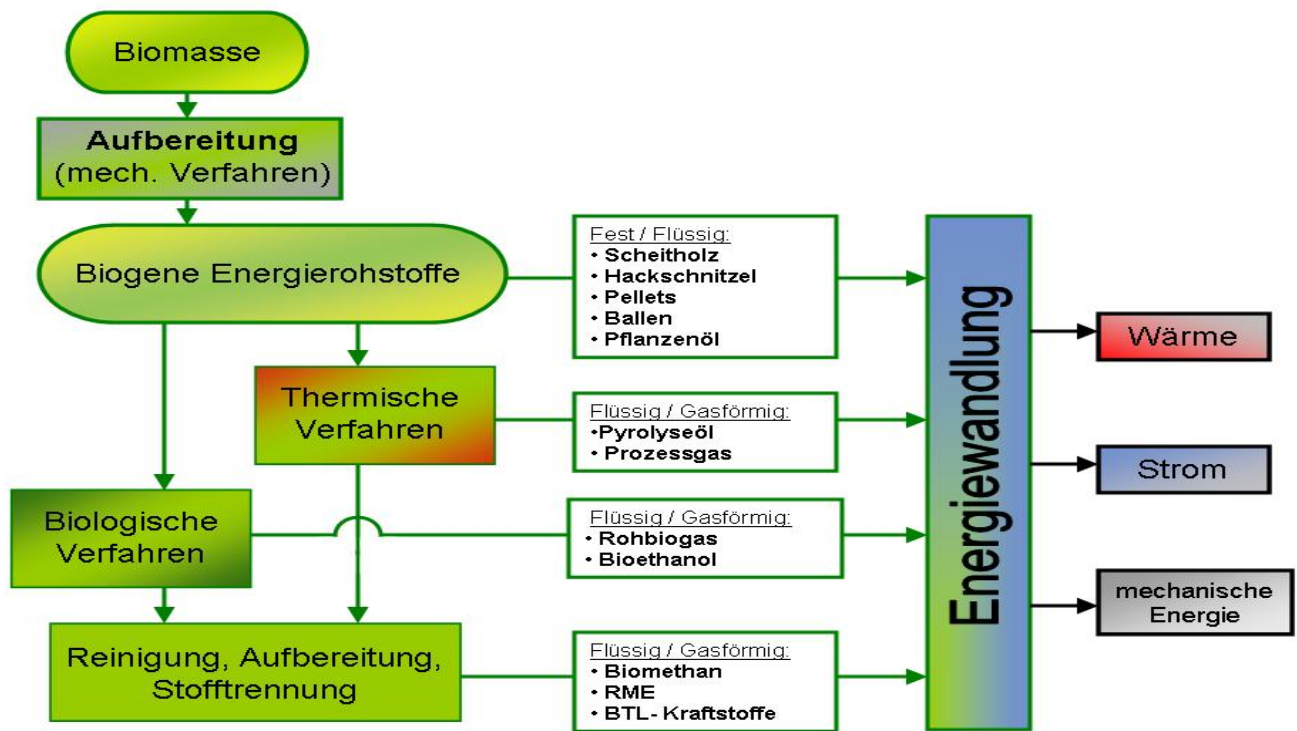 Biomasse
Aufbereitung
(mech. Verfahren)
Biogene Energierohstoffe
Fest / Flüssig:
• Scheitholz
• Hackschnitzel
• Pellets
• Ballen
• Pflanzenöl
Thermische
Verfahren
Flüssig / Gasförmig:
•Pyrolyseöl
• Prozessgas
Biologische
Verfahren
Flüssig / Gasförmig:
• Rohbiogas
• Bioethanol
Reinigung, Aufbereitung,
Stofftrennung
Flüssig / Gasförmig:
• Biomethan
• RME
• BTL- Kraftstoffe
Energiewandlung
Wärme
Strom
mechanische
Energie